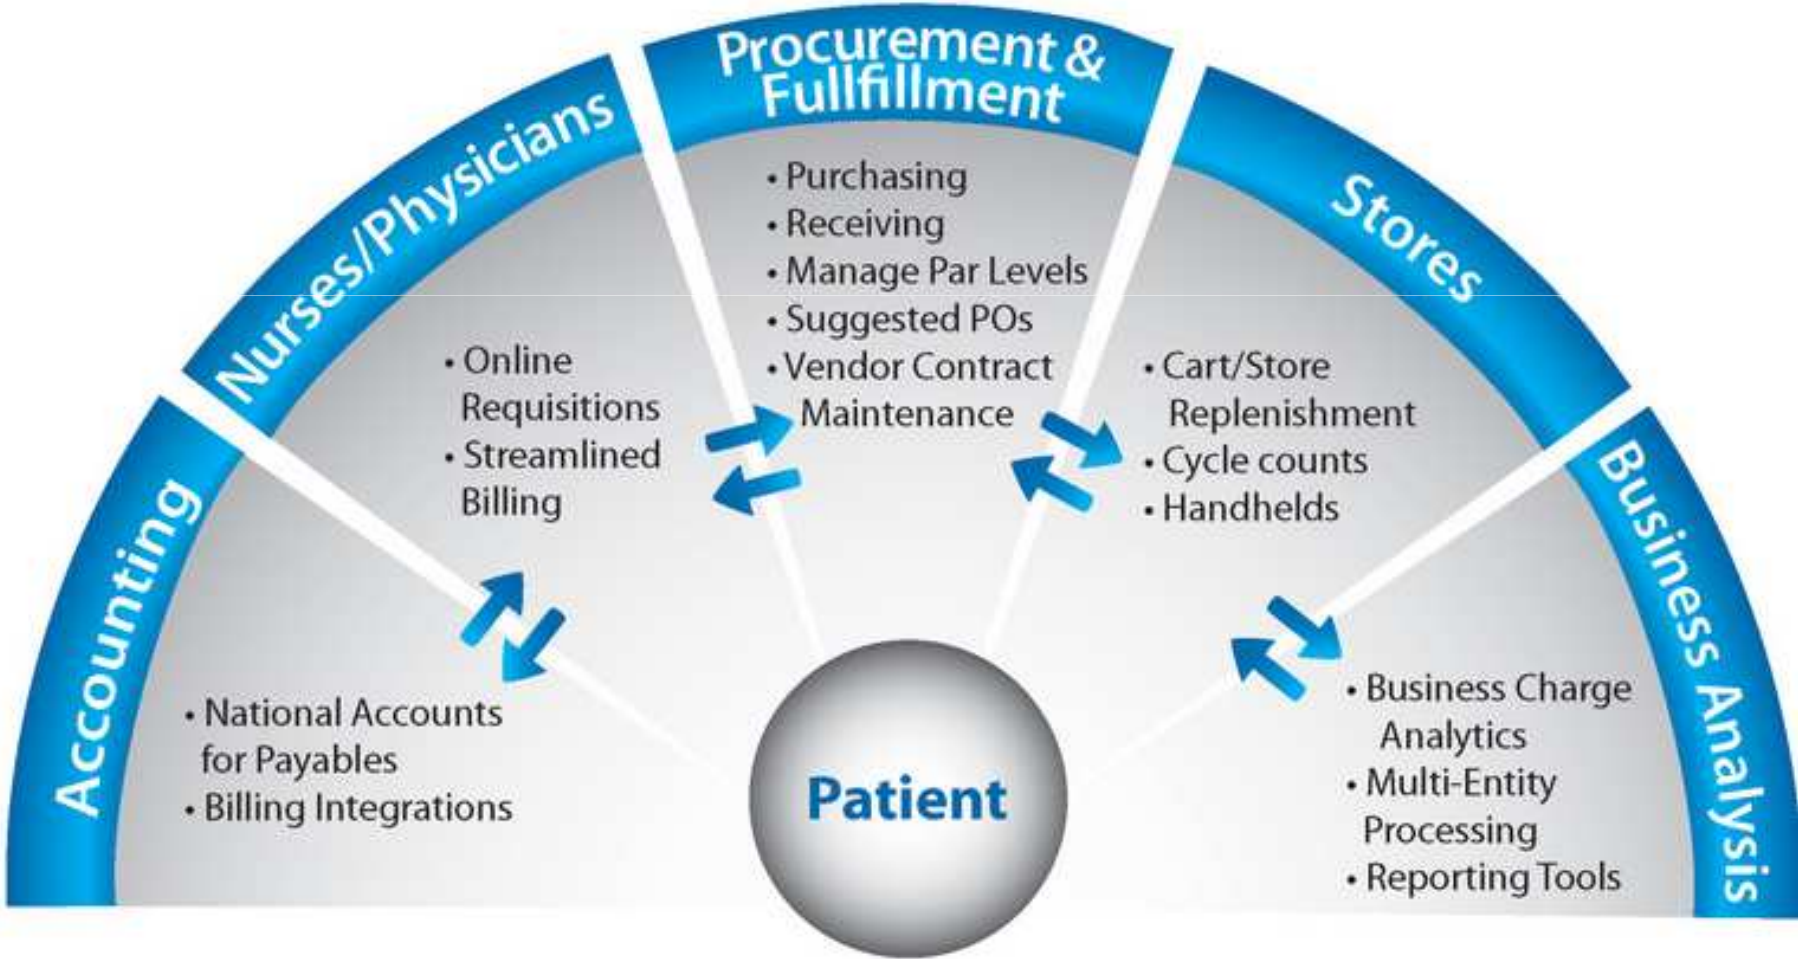 Accounting
• National Accounts
for Payables
• Billing Integrations
Nurses/Physicians
• Online
Requisitions
• Streamlined
Billing
Procurement &
Fullfillment
• Purchasing
• Receiving
• Manage Par Levels
• Suggested POs
• Vendor Contract
Maintenance
Stores
• Cart/Store
Replenishment
• Cycle counts
• Handhelds
Business Analysis
• Business Charge
Analytics
• Multi-Entity
Processing
• Reporting Tools
Patient